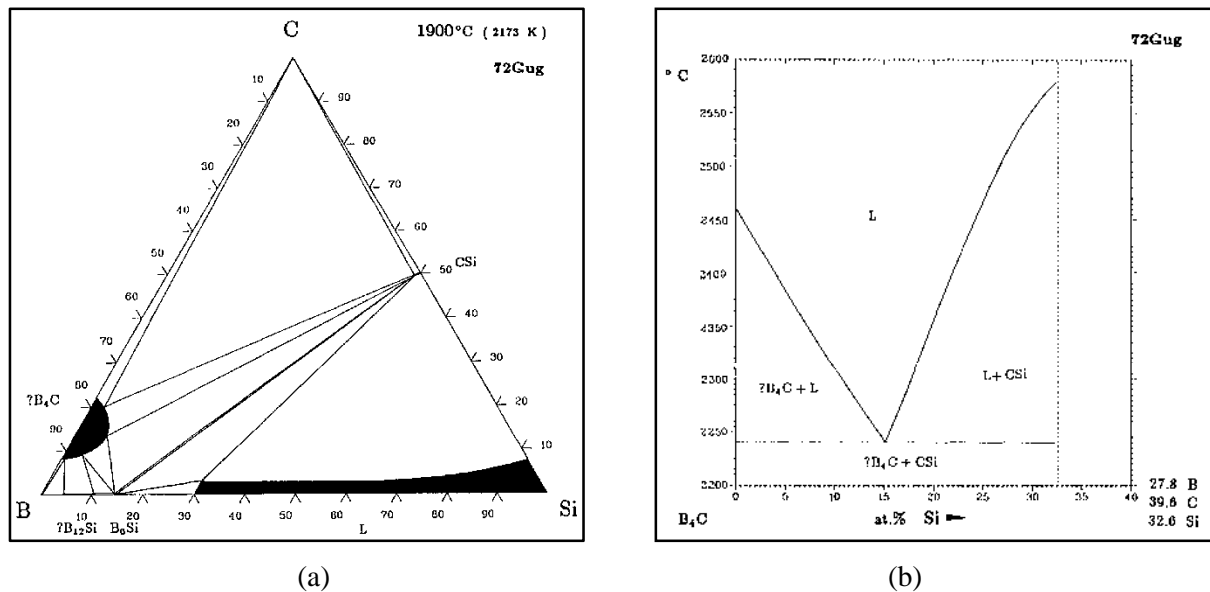 C
1900°C ( 2173 K )
72Gug
10
90
20
80
30
70
40
60
CSi
50
50
60
40
70
30
80
?B₄C
20
90
10
B
Si
10
20
30
40
50
60
70
80
90
?B₁₂Si
B₆Si
L
(a)
72Gug
2600
° C
2550
2500
L
2450
2400
2350
2300
?B₄C + L
L + CSi
2240
?B₄C + CSi
2200
0
5
10
15
20
25
30
35
40
B₄C
at.% Si
27.8 B
39.6 C
32.6 Si
(b)